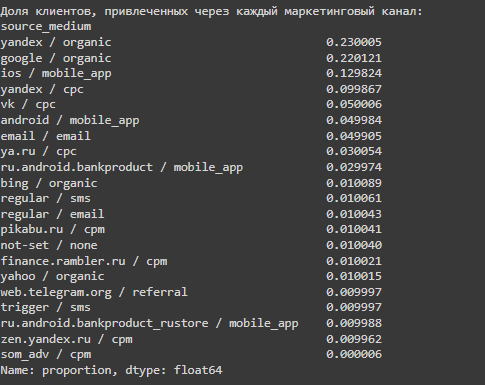 Доля клиентов, привлеченных через каждый маркетинговый канал:
source_medium
yandex / organic 0.230005
google / organic 0.220121
ios / mobile_app 0.129824
yandex / cpc 0.099867
vk / cpc 0.050006
android / mobile_app 0.049984
email / email 0.049905
ya.ru / cpc 0.030054
ru.android.bankproduct / mobile_app 0.029974
bing / organic 0.010089
regular / sms 0.010061
regular / email 0.010043
pikabu.ru / cpm 0.010041
not-set / none 0.010040
finance.rambler.ru / cpm 0.010021
yahoo / organic 0.010015
web.telegram.org / referral 0.009997
trigger / sms 0.009997
ru.android.bankproduct_rustore / mobile_app 0.009988
zen.yandex.ru / cpm 0.009962
som_adv / cpm 0.000006
Name: proportion, dtype: float64